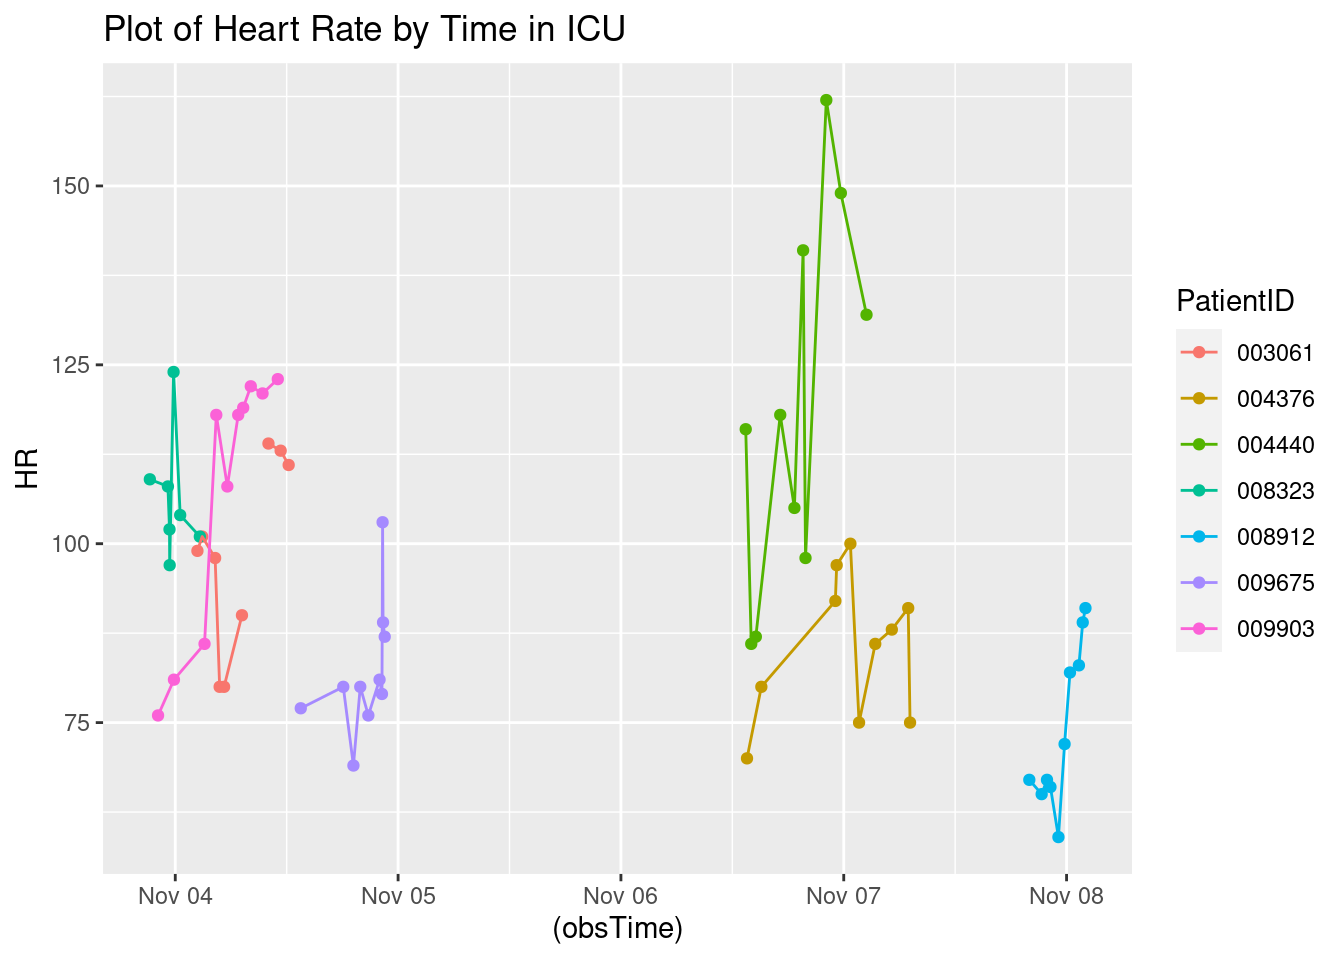 Plot of Heart Rate by Time in ICU
150
125
100
75
HR
Nov 04 Nov 05 Nov 06 Nov 07 Nov 08
(obsTime)
PatientID
003061
004376
004440
008323
008912
009675
009903